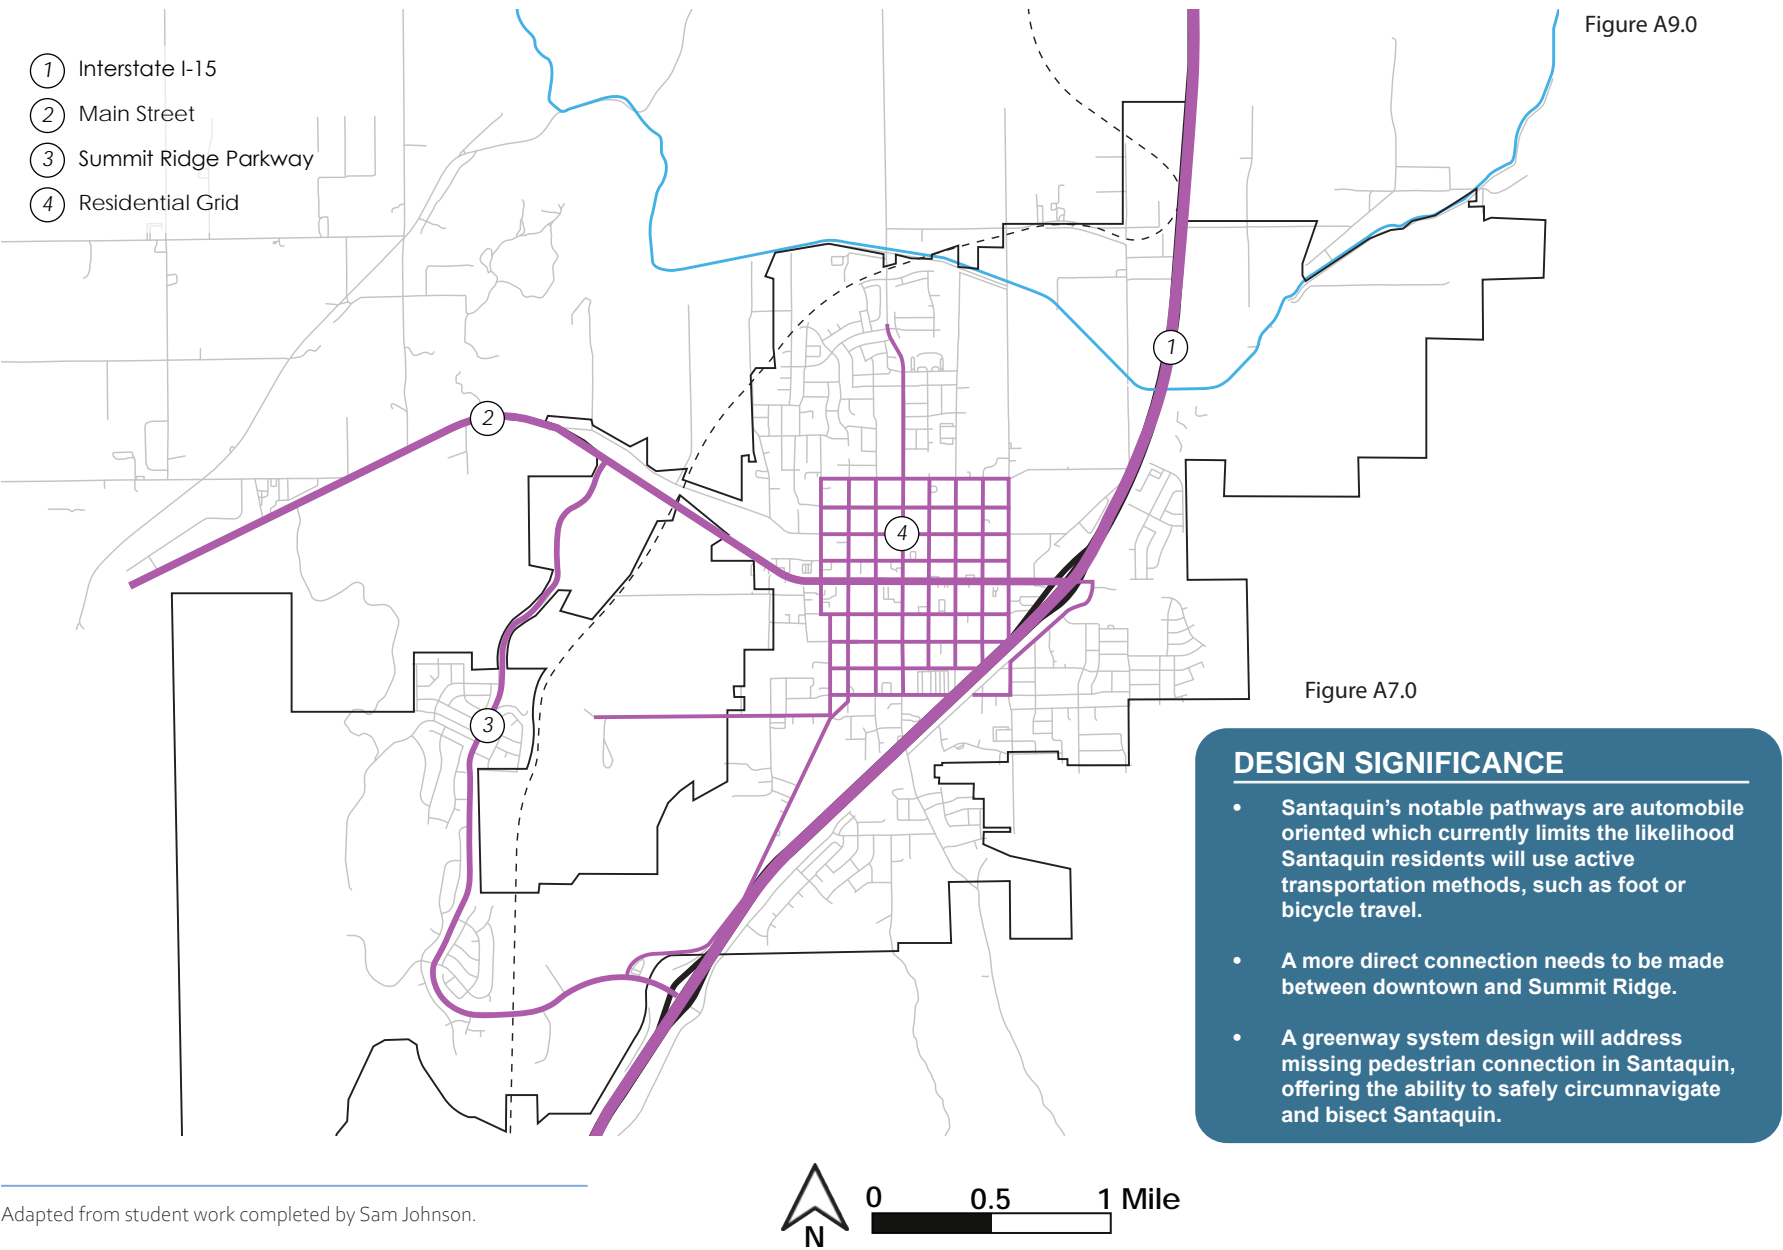 Figure A9.0
1 Interstate I-15
2 Main Street
3 Summit Ridge Parkway
4 Residential Grid
1
2
4
3
Figure A7.0
DESIGN SIGNIFICANCE
• Santaquin’s notable pathways are automobile
oriented which currently limits the likelihood
Santaquin residents will use active
transportation methods, such as foot or
bicycle travel.
• A more direct connection needs to be made
between downtown and Summit Ridge.
• A greenway system design will address
missing pedestrian connection in Santaquin,
offering the ability to safely circumnavigate
and bisect Santaquin.
0 0.5 1 Mile
N
Adapted from student work completed by Sam Johnson.